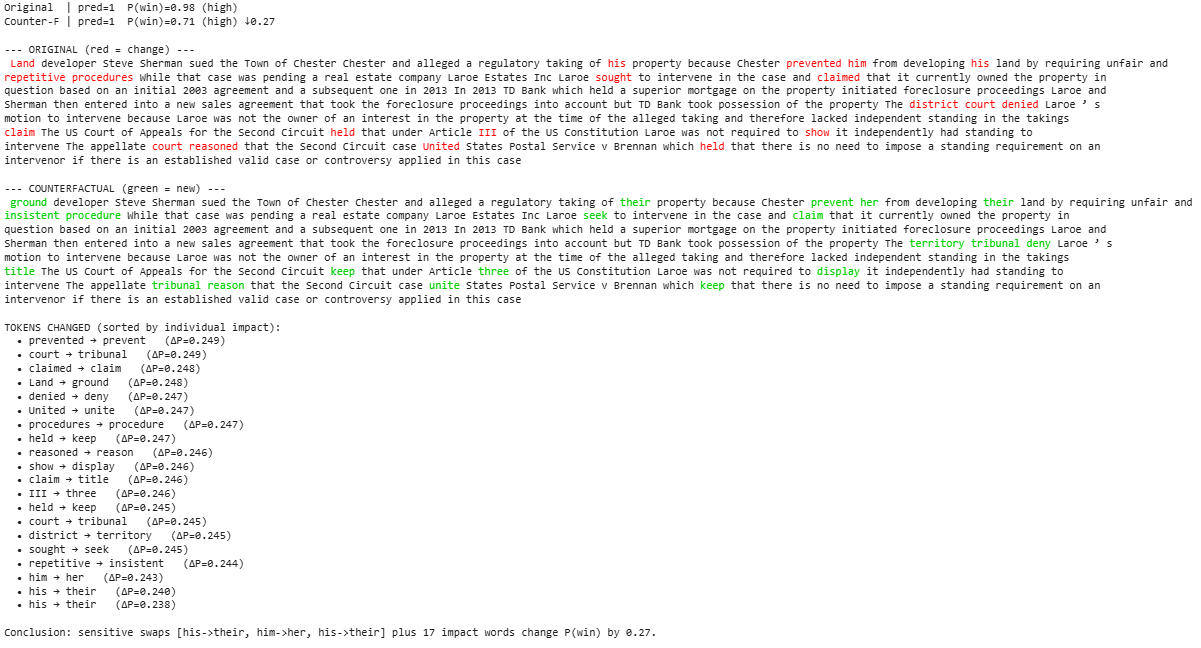 Original  | pred=1  P(win)=0.98 (high)
Counter-F | pred=1  P(win)=0.71 (high) ↓0.27
--- ORIGINAL (red = change) ---
Land developer Steve Sherman sued the Town of Chester Chester and alleged a regulatory taking of his property because Chester prevented him from developing his land by requiring unfair and
repetitive procedures While that case was pending a real estate company Laroe Estates Inc Laroe sought to intervene in the case and claimed that it currently owned the property in
question based on an initial 2003 agreement and a subsequent one in 2013 In 2013 TD Bank which held a superior mortgage on the property initiated foreclosure proceedings Laroe and
Sherman then entered into a new sales agreement that took the foreclosure proceedings into account but TD Bank took possession of the property The district court denied Laroe ’ s
motion to intervene because Laroe was not the owner of an interest in the property at the time of the alleged taking and therefore lacked independent standing in the takings
claim The US Court of Appeals for the Second Circuit held that under Article III of the US Constitution Laroe was not required to show it independently had standing to
intervene The appellate court reasoned that the Second Circuit case United States Postal Service v Brennan which held that there is no need to impose a standing requirement on an
intervenor if there is an established valid case or controversy applied in this case
--- COUNTERFACTUAL (green = new) ---
ground developer Steve Sherman sued the Town of Chester Chester and alleged a regulatory taking of their property because Chester prevent her from developing their land by requiring unfair and
insistent procedure While that case was pending a real estate company Laroe Estates Inc Laroe seek to intervene in the case and claim that it currently owned the property in
question based on an initial 2003 agreement and a subsequent one in 2013 In 2013 TD Bank which held a superior mortgage on the property initiated foreclosure proceedings Laroe and
Sherman then entered into a new sales agreement that took the foreclosure proceedings into account but TD Bank took possession of the property The territory tribunal deny Laroe ’ s
motion to intervene because Laroe was not the owner of an interest in the property at the time of the alleged taking and therefore lacked independent standing in the takings
title The US Court of Appeals for the Second Circuit keep that under Article three of the US Constitution Laroe was not required to display it independently had standing to
intervene The appellate tribunal reason that the Second Circuit case unite States Postal Service v Brennan which keep that there is no need to impose a standing requirement on an
intervenor if there is an established valid case or controversy applied in this case
TOKENS CHANGED (sorted by individual impact):
• prevented → prevent   (ΔP=0.249)
• court → tribunal   (ΔP=0.249)
• claimed → claim   (ΔP=0.248)
• Land → ground   (ΔP=0.248)
• denied → deny   (ΔP=0.247)
• United → unite   (ΔP=0.247)
• procedures → procedure   (ΔP=0.247)
• held → keep   (ΔP=0.247)
• reasoned → reason   (ΔP=0.246)
• show → display   (ΔP=0.246)
• claim → title   (ΔP=0.246)
• III → three   (ΔP=0.246)
• held → keep   (ΔP=0.245)
• court → tribunal   (ΔP=0.245)
• district → territory   (ΔP=0.245)
• sought → seek   (ΔP=0.245)
• repetitive → insistent   (ΔP=0.244)
• him → her   (ΔP=0.243)
• his → their   (ΔP=0.240)
• his → their   (ΔP=0.238)
Conclusion: sensitive swaps [his->their, him->her, his->their] plus 17 impact words change P(win) by 0.27.